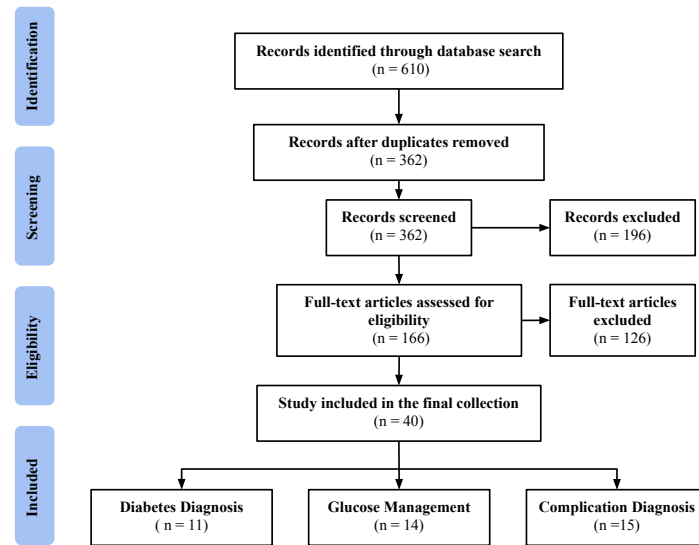 Identification
Records identified through database search
(n = 610)
Records after duplicates removed
(n = 362)
Screening
Records screened
(n = 362)
Records excluded
(n = 196)
Eligibility
Full-text articles assessed for
eligibility
(n = 166)
Full-text articles
excluded
(n = 126)
Study included in the final collection
(n = 40)
Included
Diabetes Diagnosis
( n = 11)
Glucose Management
(n = 14)
Complication Diagnosis
(n =15)